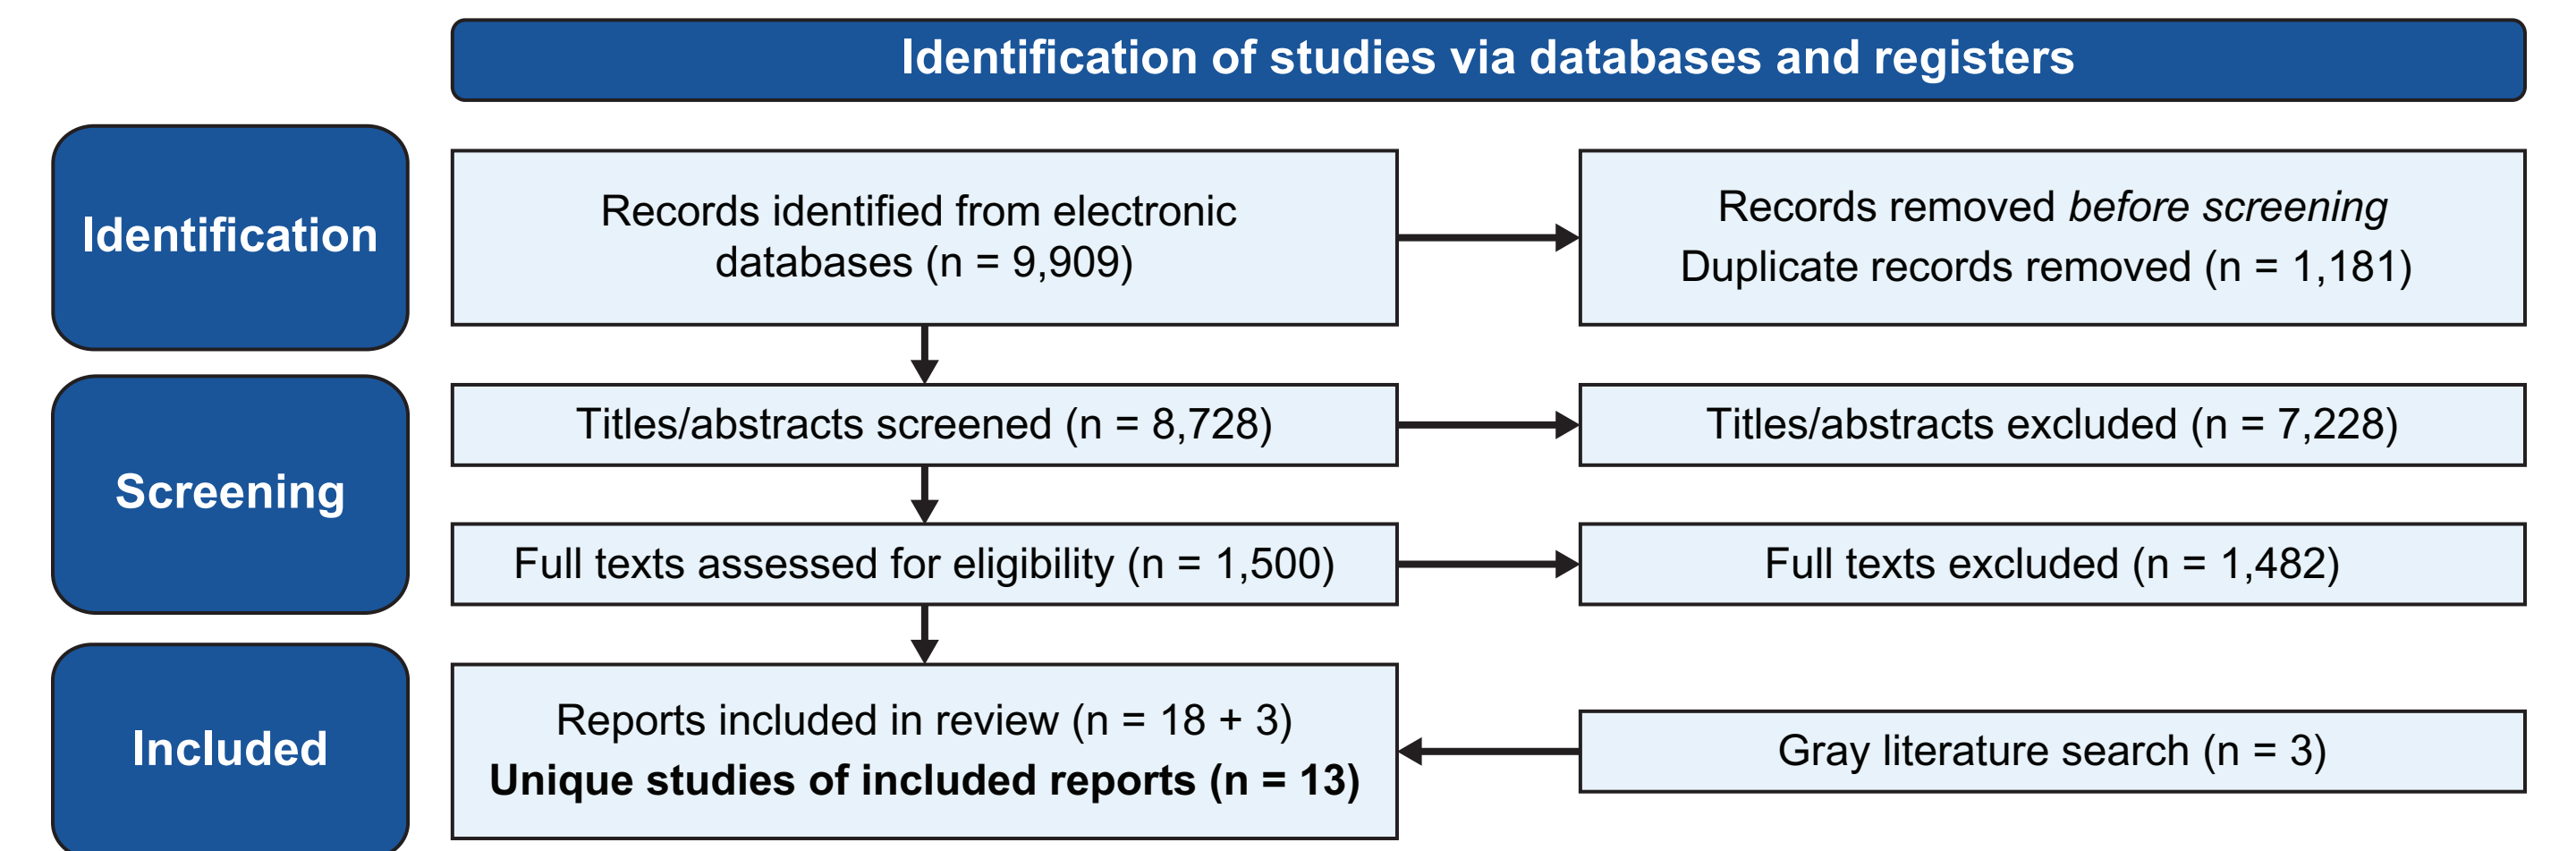 Identification of studies via databases and registers
Identification
Records identified from electronic
databases (n = 9,909)
Records removed before screening
Duplicate records removed (n = 1,181)
Screening
Titles/abstracts screened (n = 8,728)
Titles/abstracts excluded (n = 7,228)
Full texts assessed for eligibility (n = 1,500)
Full texts excluded (n = 1,482)
Included
Reports included in review (n = 18 + 3)
Unique studies of included reports (n = 13)
Gray literature search (n = 3)